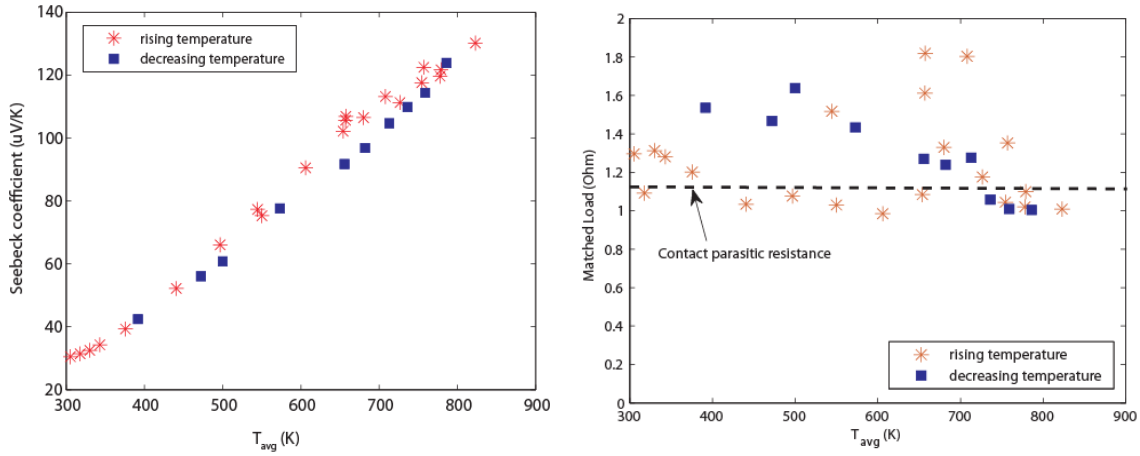 rising temperature
decreasing temperature
Seebeck coefficient (uV/K)
140
120
100
80
60
40
20
300 400 500 600 700 800 900
T_avg (K)
Matched Load (Ohm)
2
1.8
1.6
1.4
1.2
1
0.8
0.6
0.4
0.2
0
Contact parasitic resistance
rising temperature
decreasing temperature
300 400 500 600 700 800 900
T_avg (K)